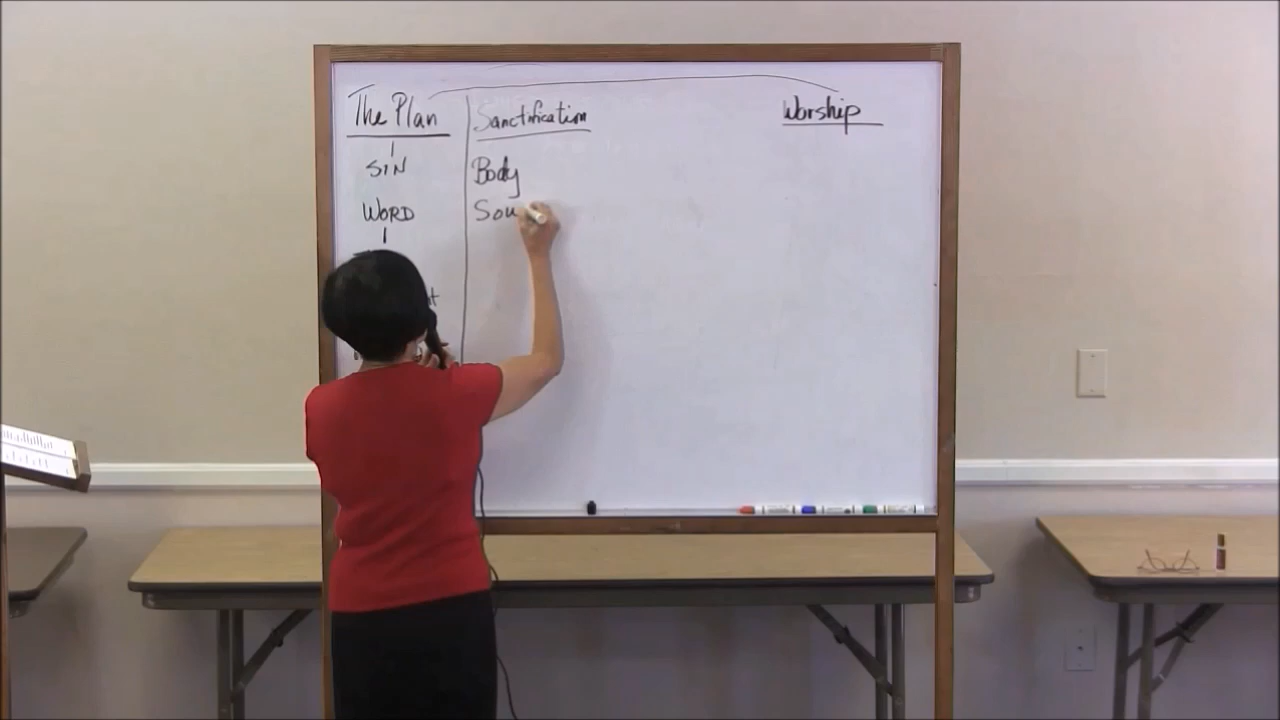 The Plan
SIN
WORD
Sanctification
Body
Sou
Worship